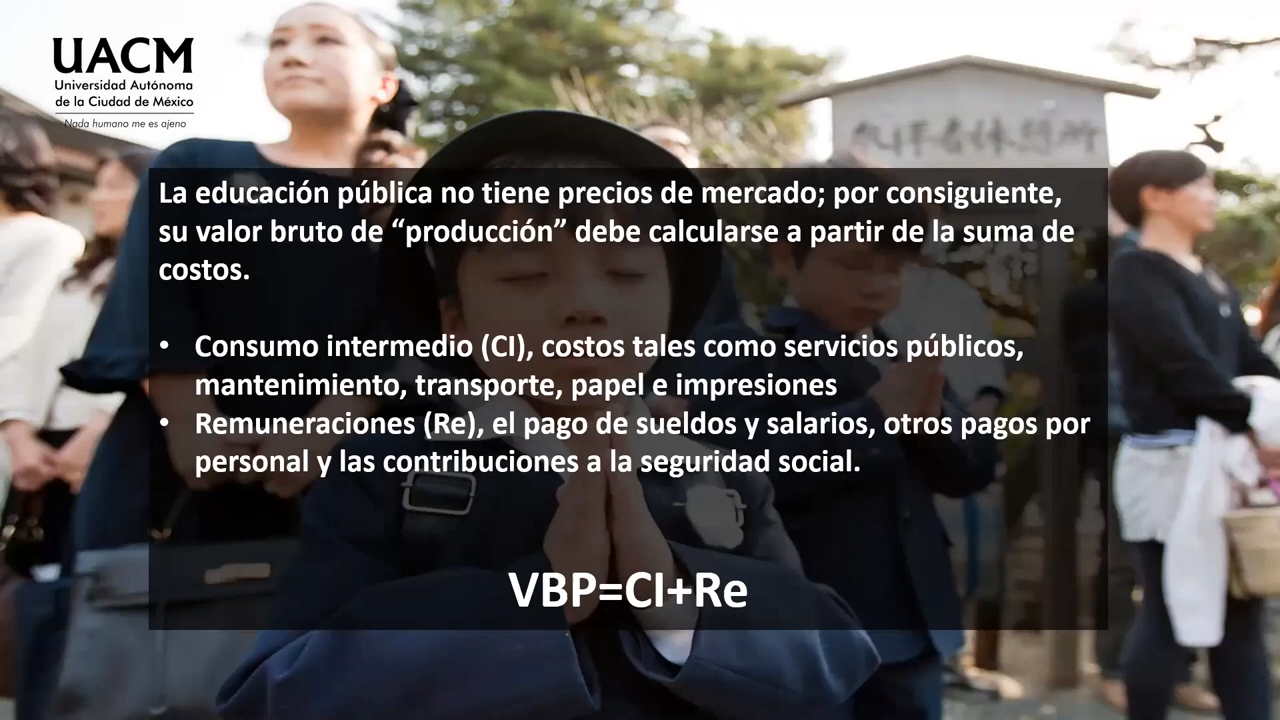 UACM
Universidad Autónoma
de la Ciudad de México
Nada humano me es ajeno
La educación pública no tiene precios de mercado; por consiguiente,
su valor bruto de “producción” debe calcularse a partir de la suma de
costos.
• Consumo intermedio (CI), costos tales como servicios públicos,
mantenimiento, transporte, papel e impresiones
• Remuneraciones (Re), el pago de sueldos y salarios, otros pagos por
personal y las contribuciones a la seguridad social.
VBP=CI+Re